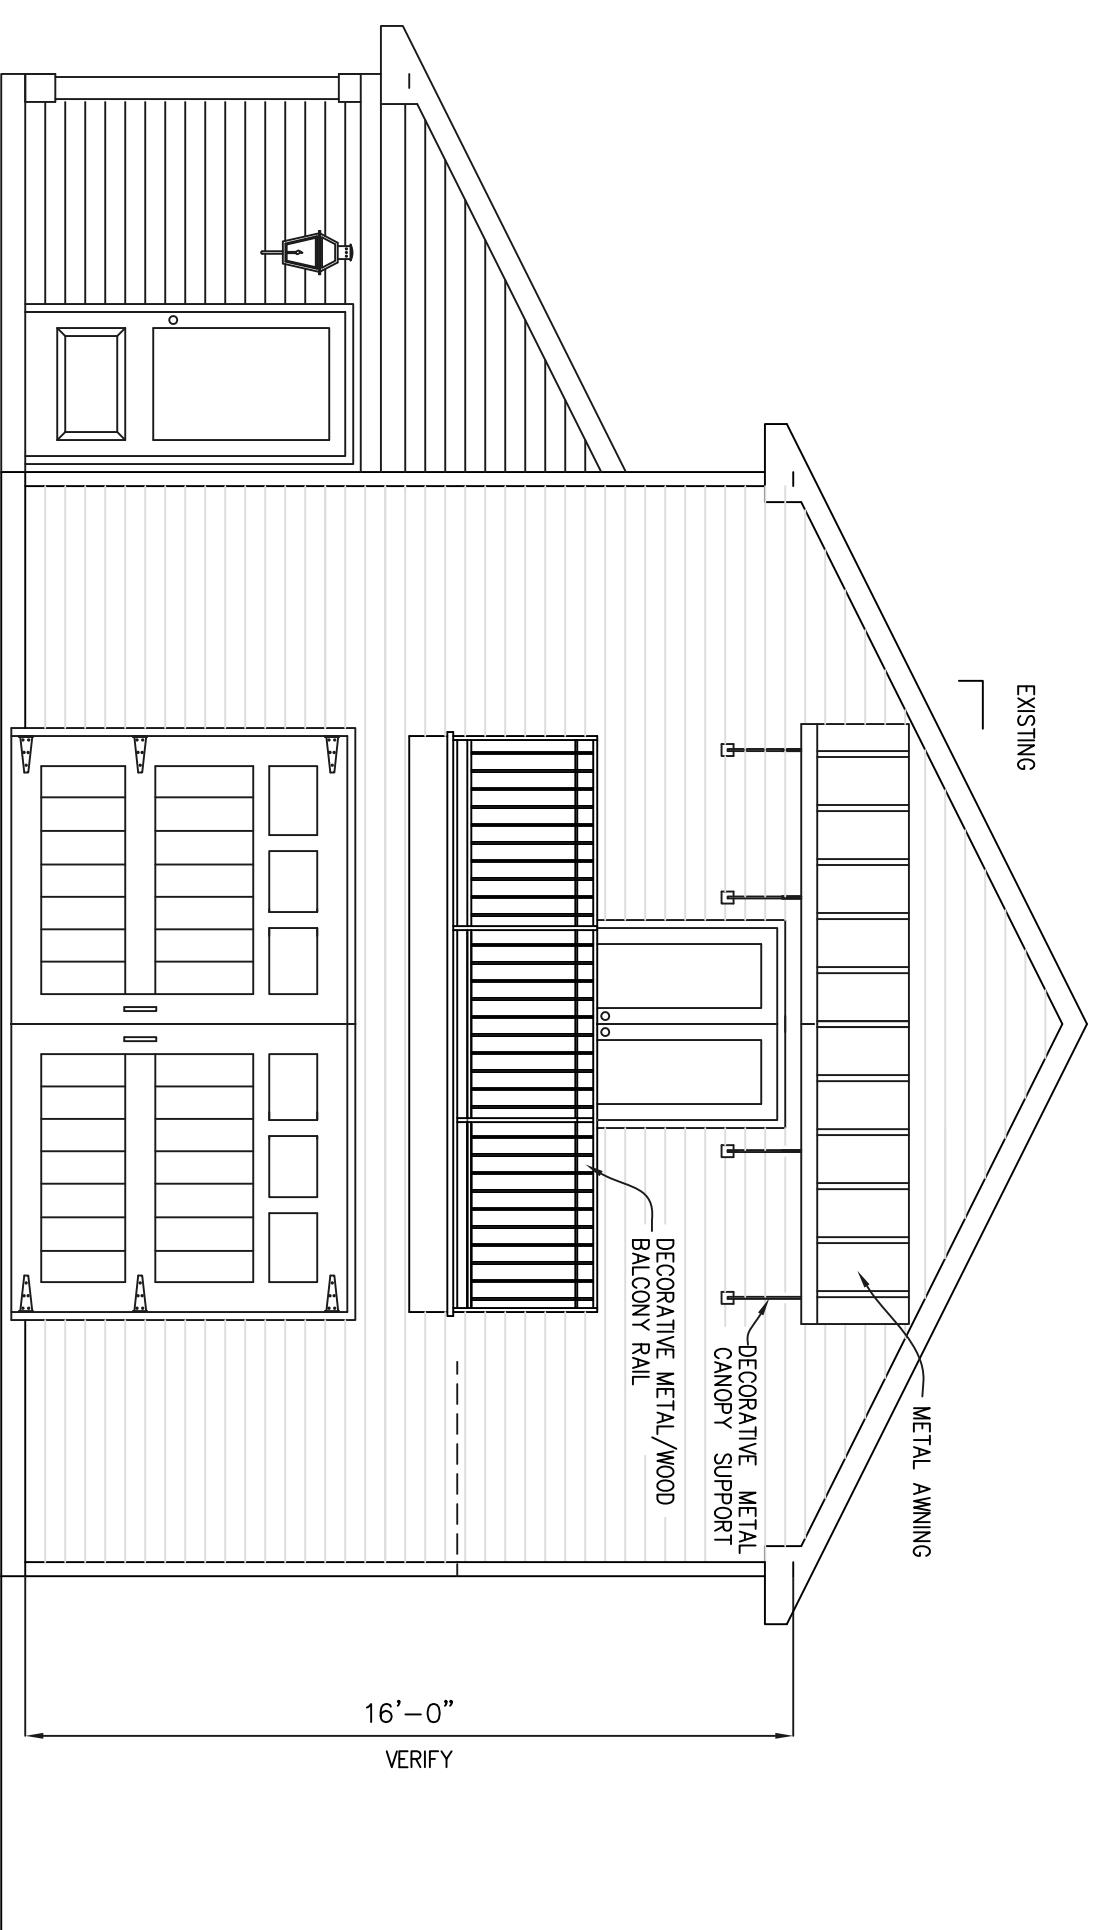 EXISTING
METAL AWNING
DECORATIVE METAL
CANOPY SUPPORT
DECORATIVE METAL/WOOD
BALCONY RAIL
16'-0"
VERIFY